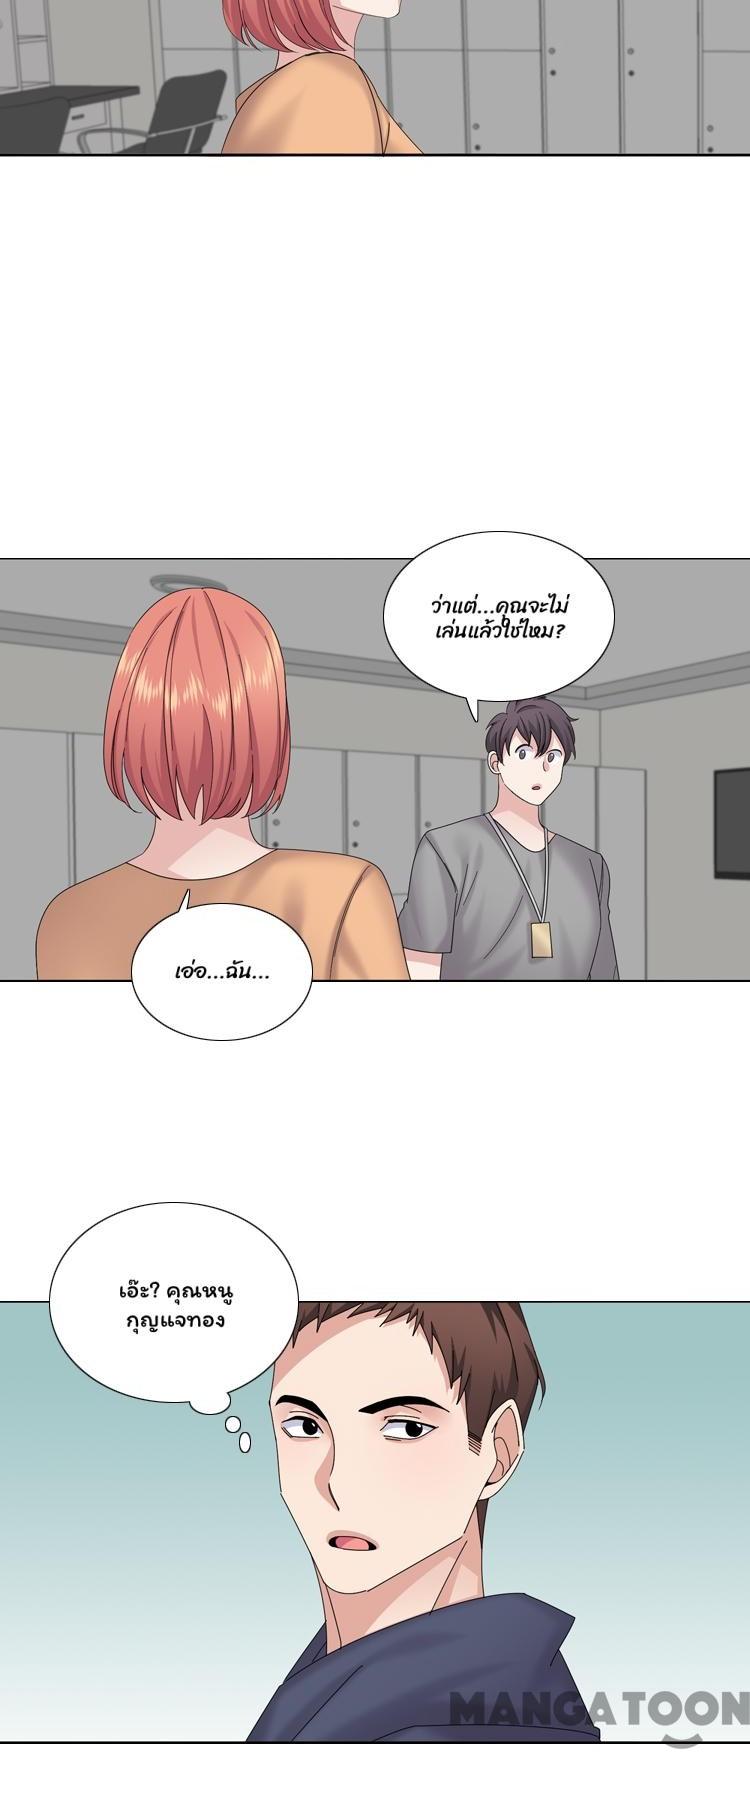 ว่าแต่...คุณจะไม่
เล่นแล้วใช่ไหม?
เอ่อ...ฉัน...
เอ๊ะ? คุณหนู
กุญแจทอง
MANGATOON